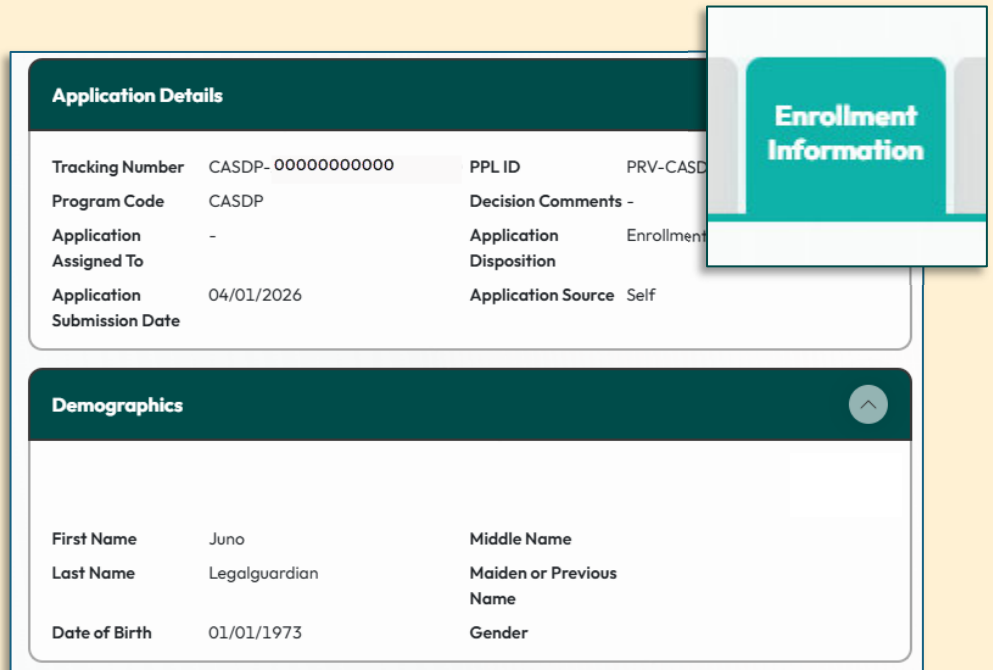 Enrollment
Information
Application Details
Tracking Number CASDP- 00000000000 PPL ID PRV-CASD
Program Code CASDP Decision Comments -
Application - Application Enrollment
Assigned To Disposition
Application 04/01/2026 Application Source Self
Submission Date
Demographics
First Name Juno Middle Name
Last Name Legalguardian Maiden or Previous
Name
Date of Birth 01/01/1973 Gender